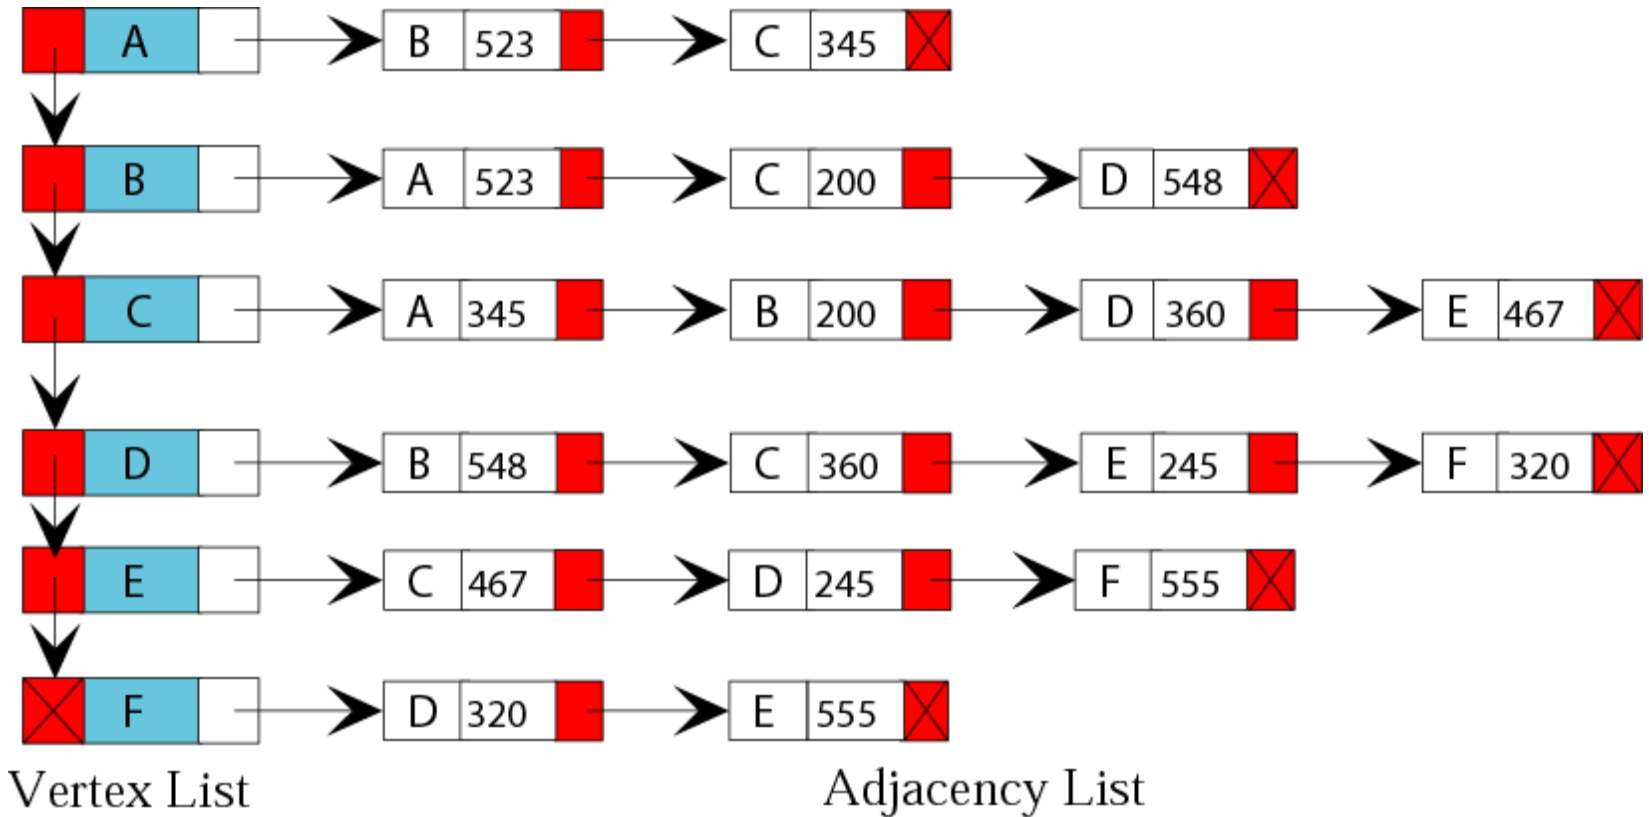 A B 523 C 345
B A 523 C 200 D 548
C A 345 B 200 D 360 E 467
D B 548 C 360 E 245 F 320
E C 467 D 245 F 555
F D 320 E 555
Vertex List Adjacency List